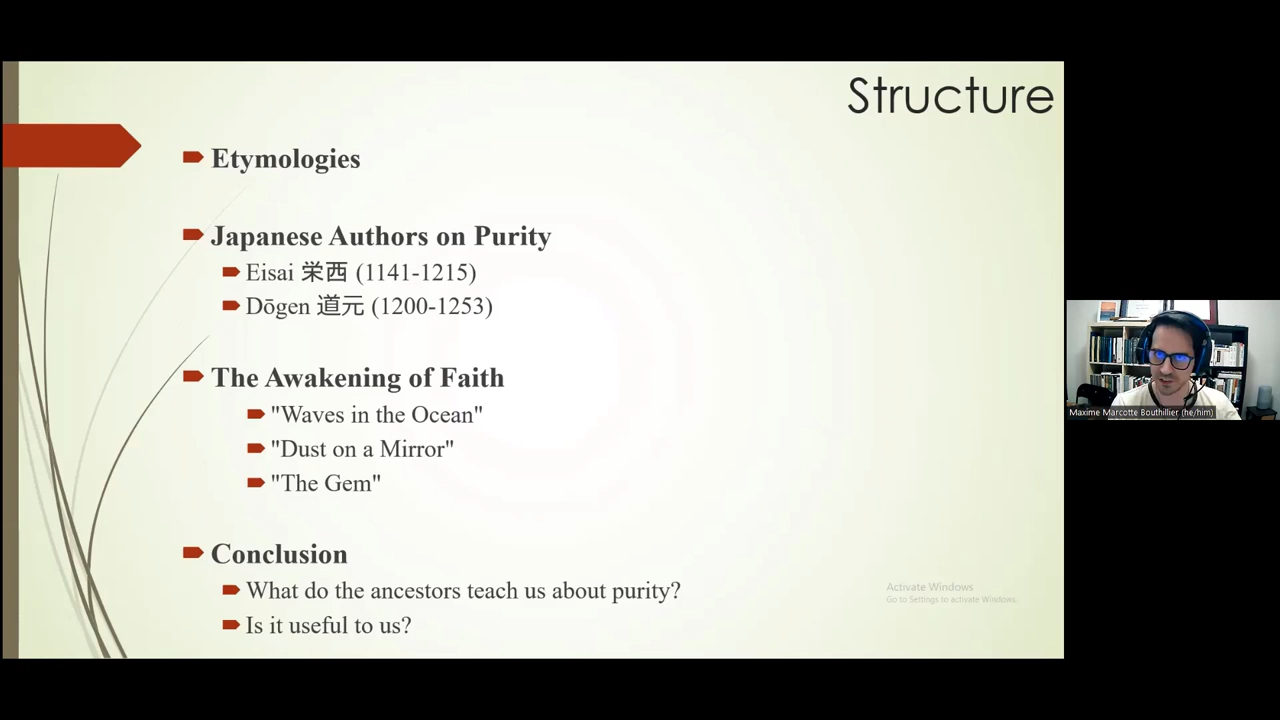 Structure
Etymologies
Japanese Authors on Purity
Eisai 栄西 (1141-1215)
Dōgen 道元 (1200-1253)
The Awakening of Faith
"Waves in the Ocean"
"Dust on a Mirror"
"The Gem"
Conclusion
What do the ancestors teach us about purity?
Is it useful to us?
Activate Windows
Go to Settings to activate Windows.
Maxime Marcotte Bouthillier (he/him)